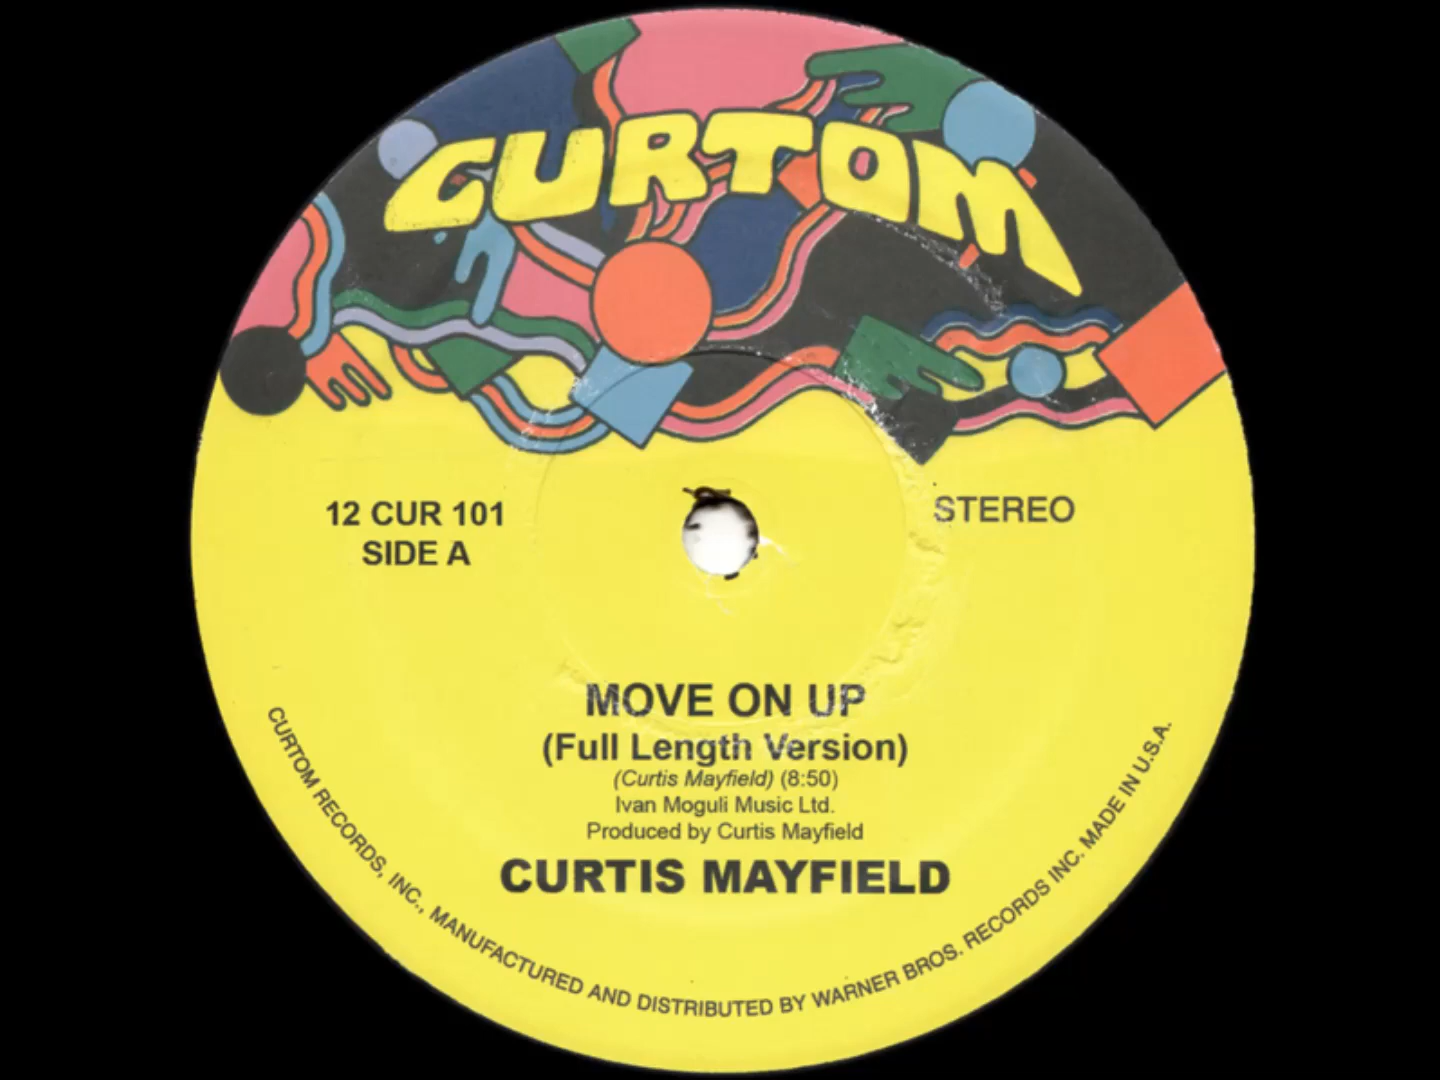 CURTOM
12 CUR 101
SIDE A
STEREO
MOVE ON UP
(Full Length Version)
(Curtis Mayfield) (8:50)
Ivan Moguli Music Ltd.
Produced by Curtis Mayfield
CURTIS MAYFIELD
CURTOM RECORDS, INC., MANUFACTURED AND DISTRIBUTED BY WARNER BROS. RECORDS INC. MADE IN U.S.A.